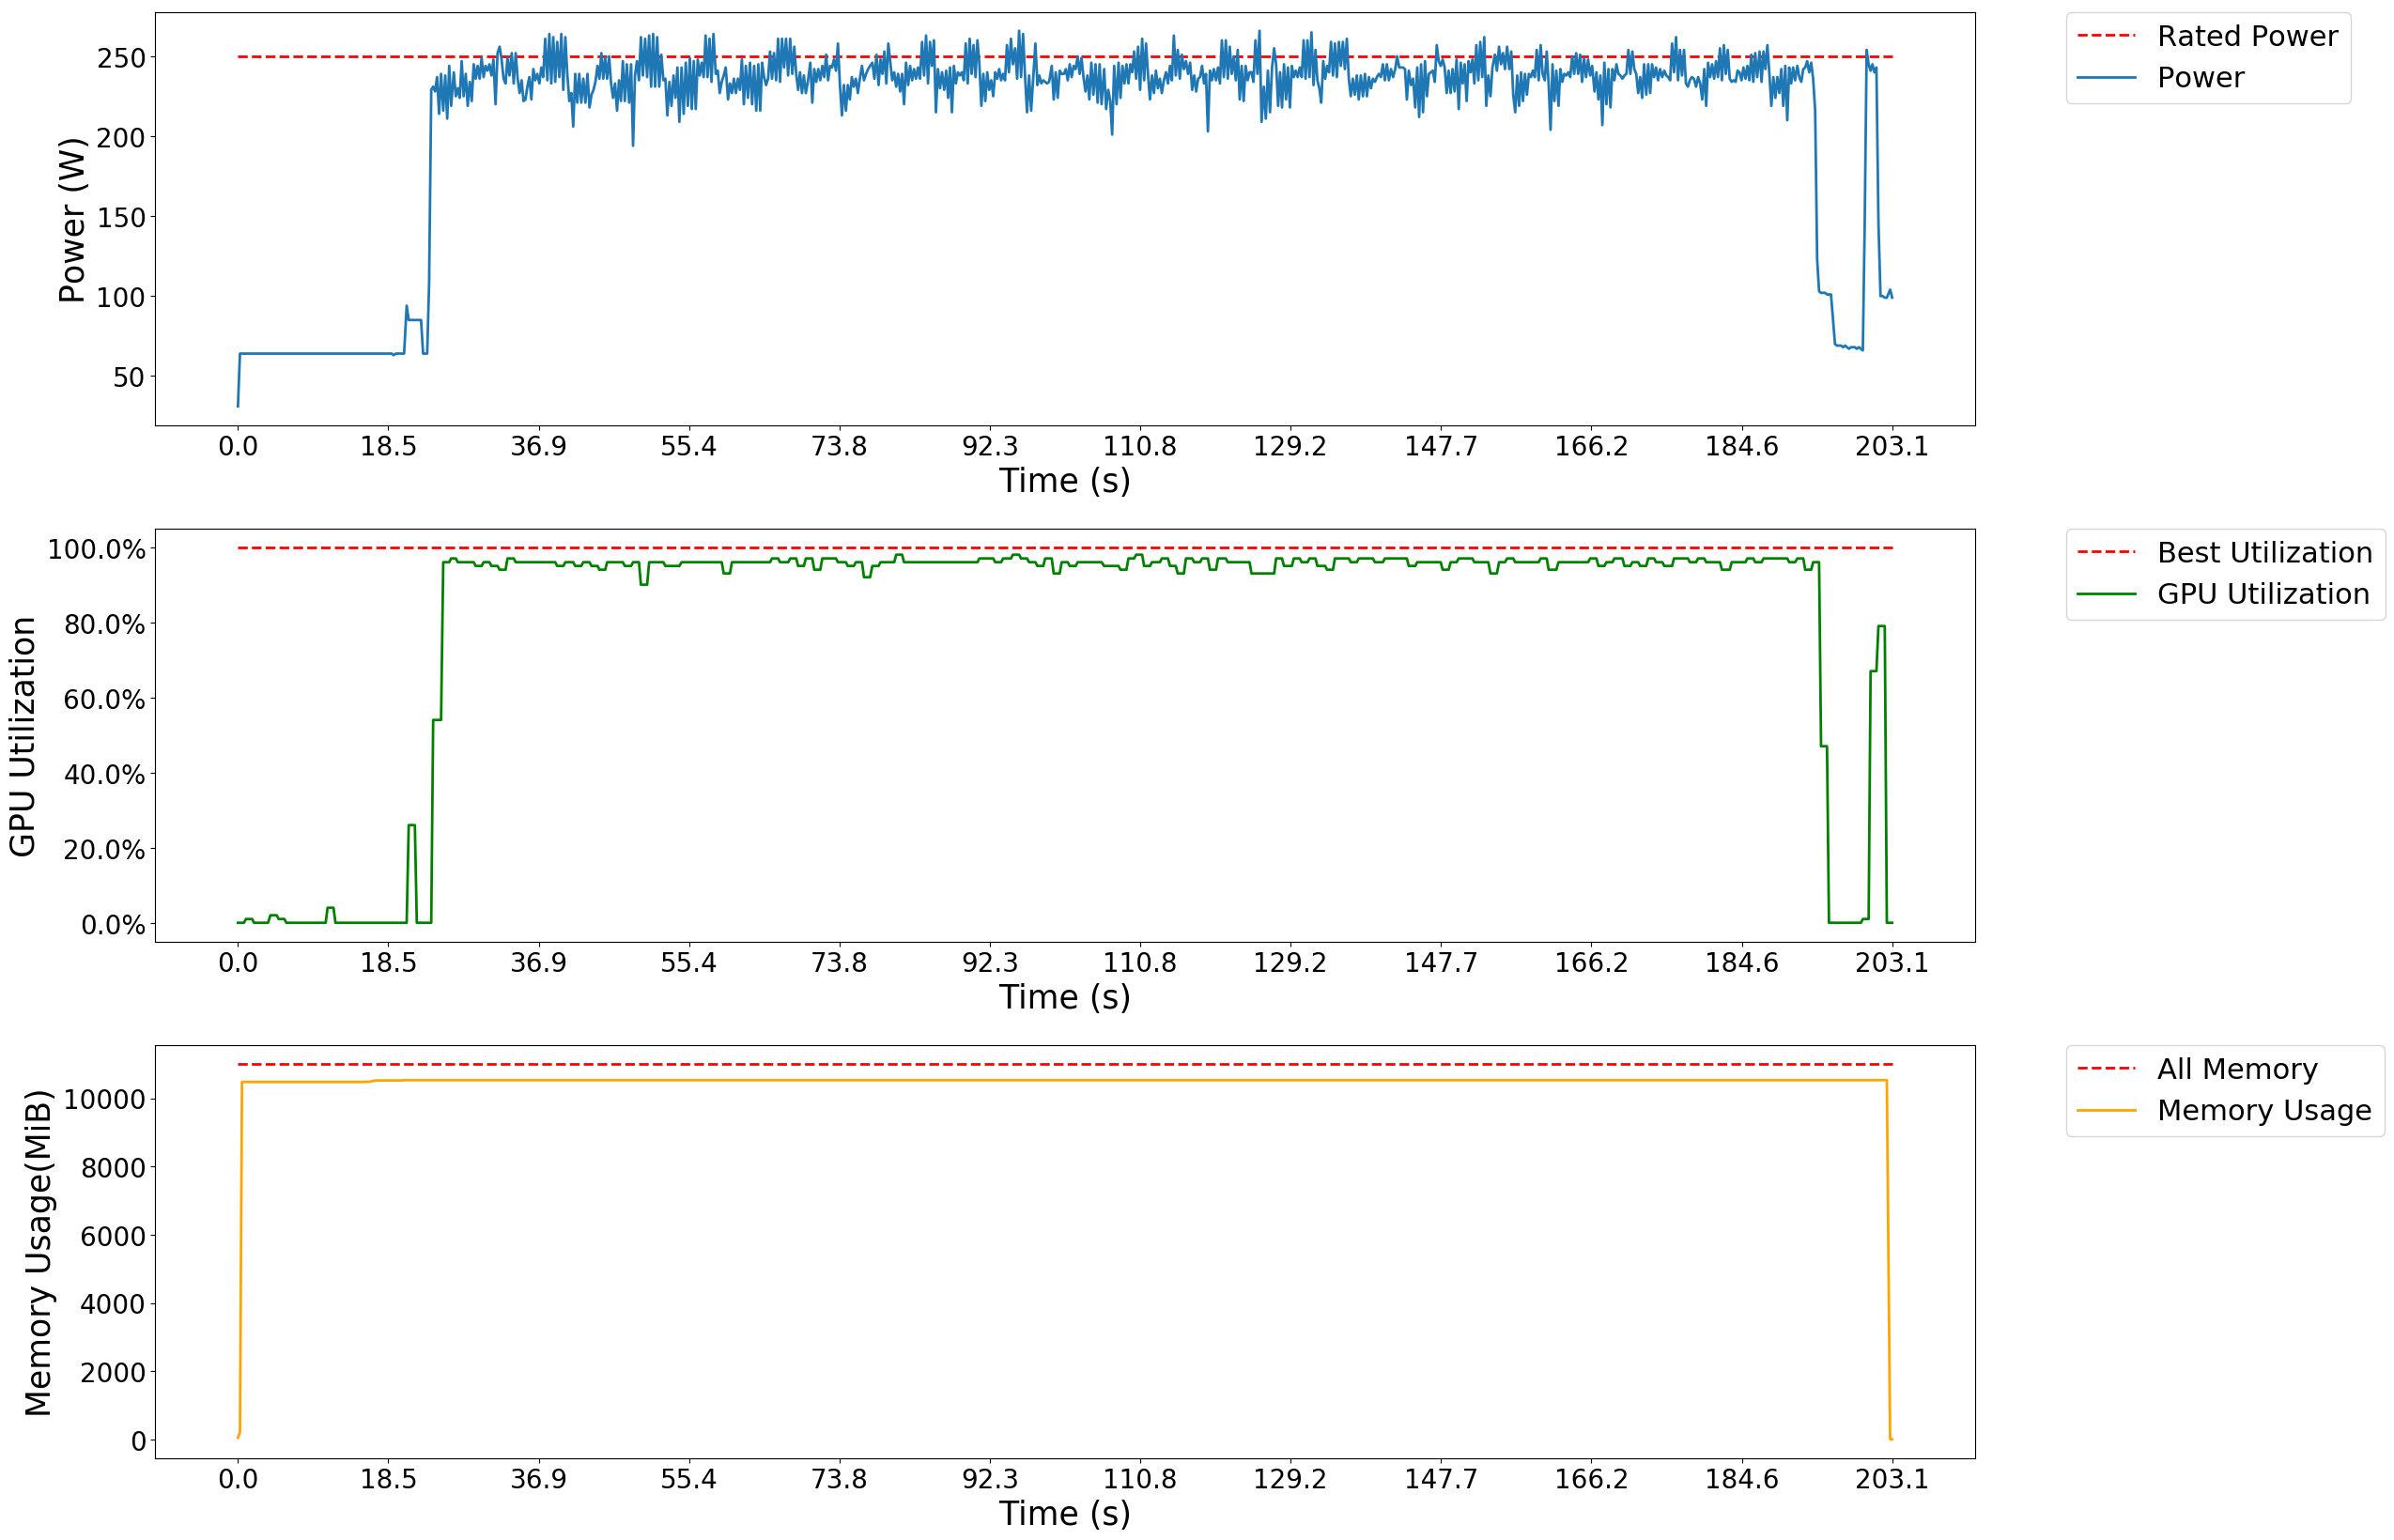 Power (W)
250
200
150
100
50
0.0 18.5 36.9 55.4 73.8 92.3 110.8 129.2 147.7 166.2 184.6 203.1
Time (s)
Rated Power
Power
GPU Utilization
100.0%
80.0%
60.0%
40.0%
20.0%
0.0%
0.0 18.5 36.9 55.4 73.8 92.3 110.8 129.2 147.7 166.2 184.6 203.1
Time (s)
Best Utilization
GPU Utilization
Memory Usage(MiB)
10000
8000
6000
4000
2000
0
0.0 18.5 36.9 55.4 73.8 92.3 110.8 129.2 147.7 166.2 184.6 203.1
Time (s)
All Memory
Memory Usage